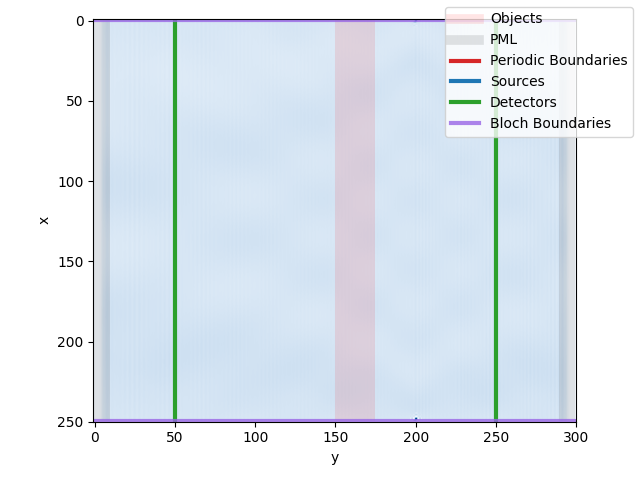 Objects
PML
Periodic Boundaries
Sources
Detectors
Bloch Boundaries
0
50
100
150
200
250
x
0 50 100 150 200 250 300
y